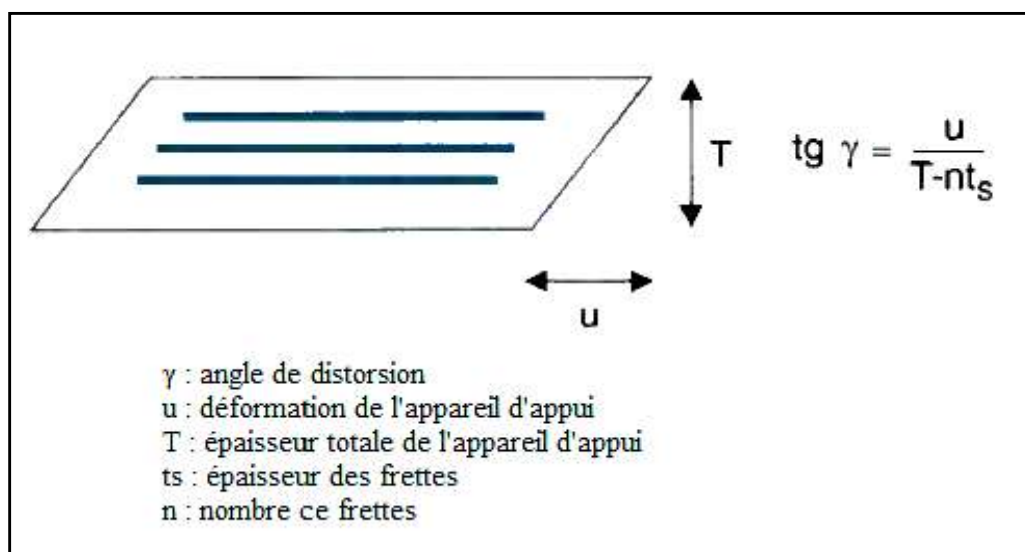 T
tg γ = u / T-nts
u
γ : angle de distorsion
u : déformation de l'appareil d'appui
T : épaisseur totale de l'appareil d'appui
ts : épaisseur des frettes
n : nombre ce frettes